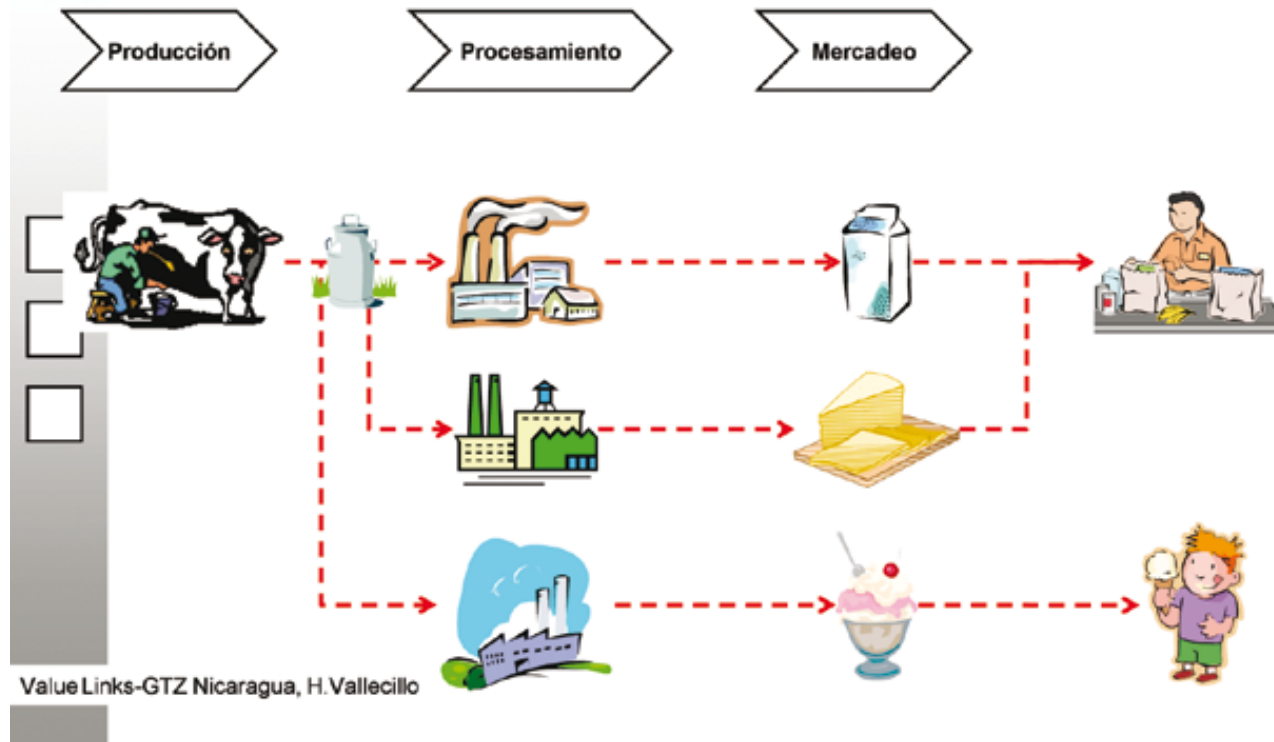 Producción
Procesamiento
Mercadeo
Value Links-GTZ Nicaragua, H.Vallecillo